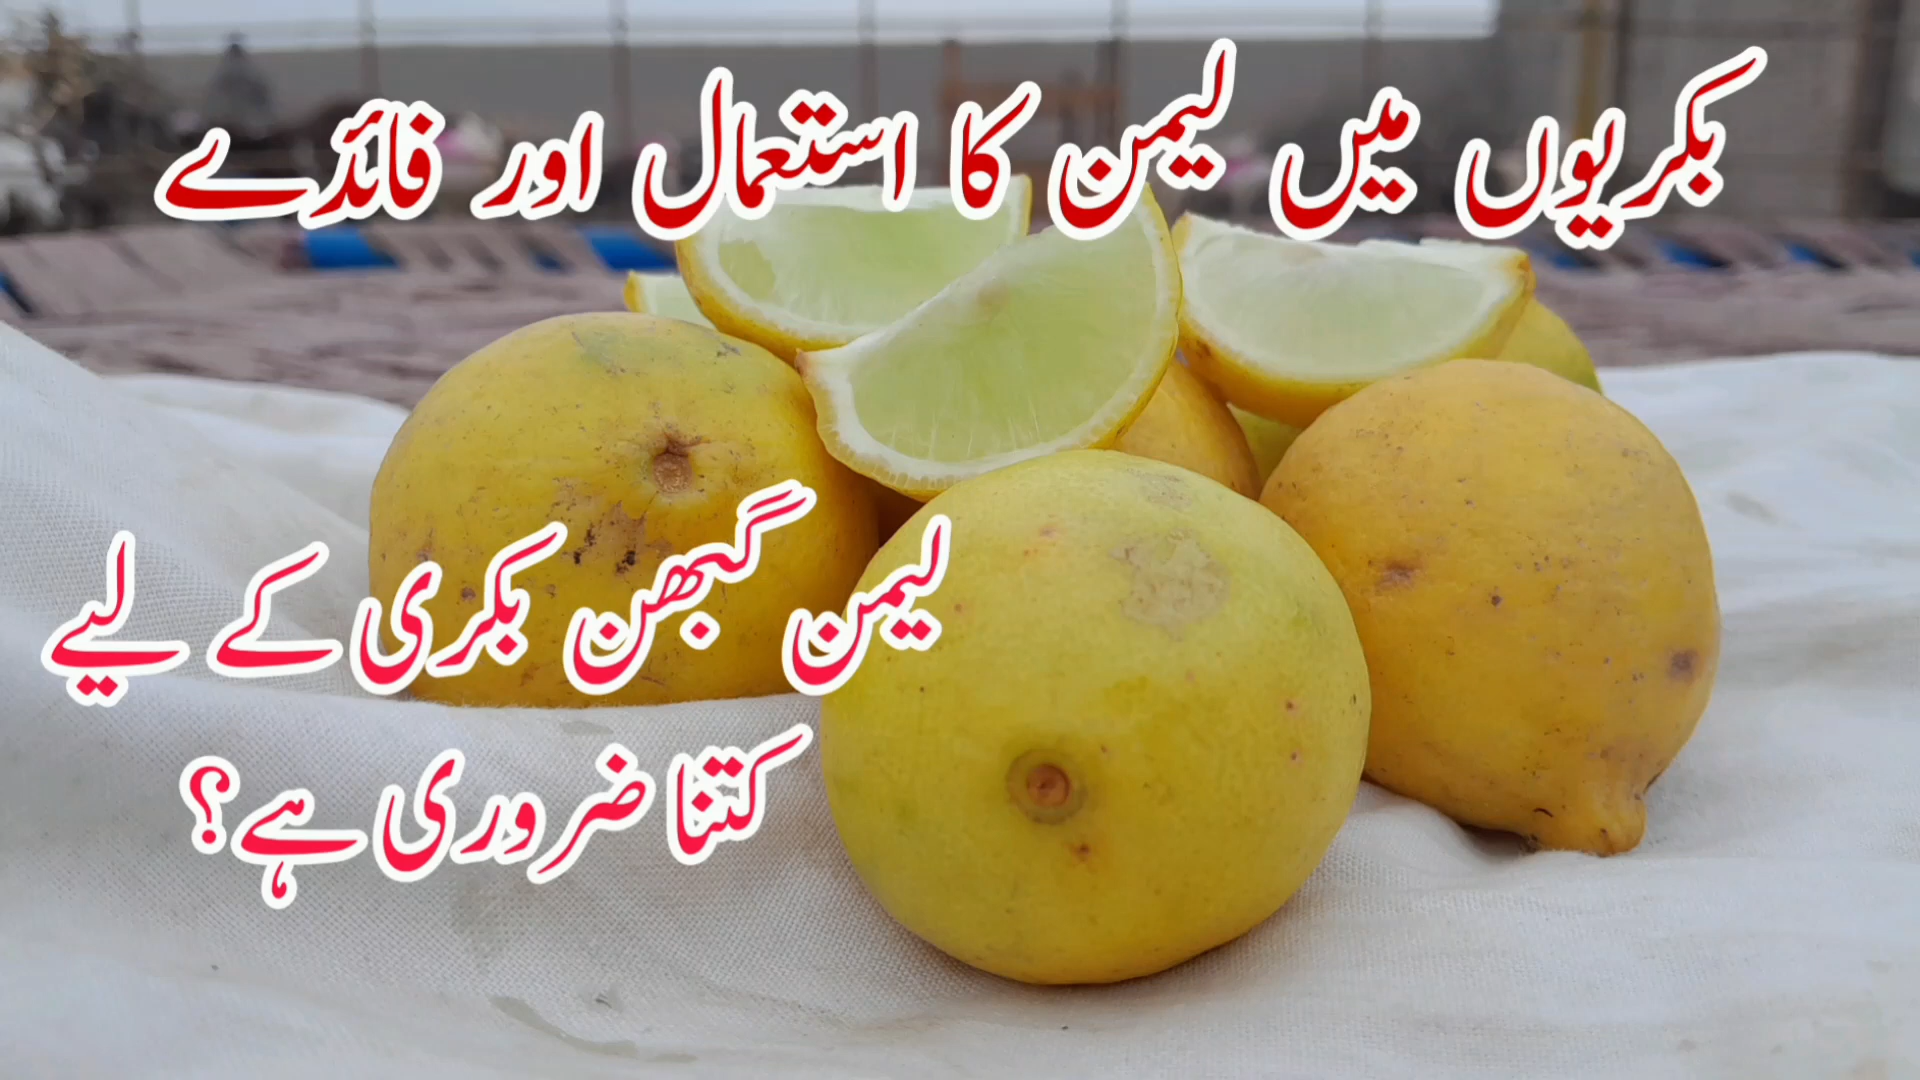 بکریوں میں لیمن کا استعمال اور فائدے
لیمن گبھن بکری کے لیے
کتنا ضروری ہے؟